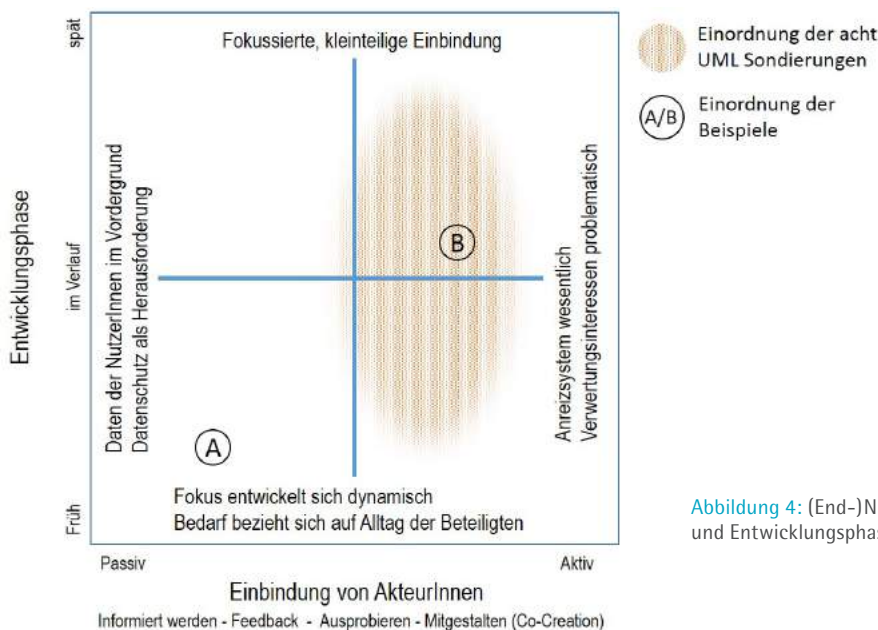 spät
Fokussierte, kleinteilige Einbindung
Einordnung der acht
UML Sondierungen
A/B
Einordnung der
Beispiele
Entwicklungsphase
im Verlauf
Daten der NutzerInnen im Vordergrund
Datenschutz als Herausforderung
B
Anreizsystem wesentlich
Verwertungsinteressen problematisch
A
Fokus entwickelt sich dynamisch
Bedarf bezieht sich auf Alltag der Beteiligten
Früh
Abbildung 4: (End-)N
und Entwicklungsphas
Passiv
Aktiv
Einbindung von AkteurInnen
Informiert werden - Feedback - Ausprobieren - Mitgestalten (Co-Creation)